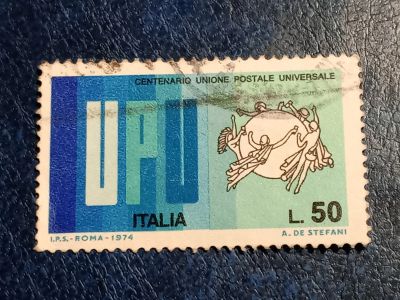 CENTENARIO UNIONE POSTALE UNIVERSALE
UPU
ITALIA
L. 50
I.P.S. - ROMA - 1974
A. DE STEFANI